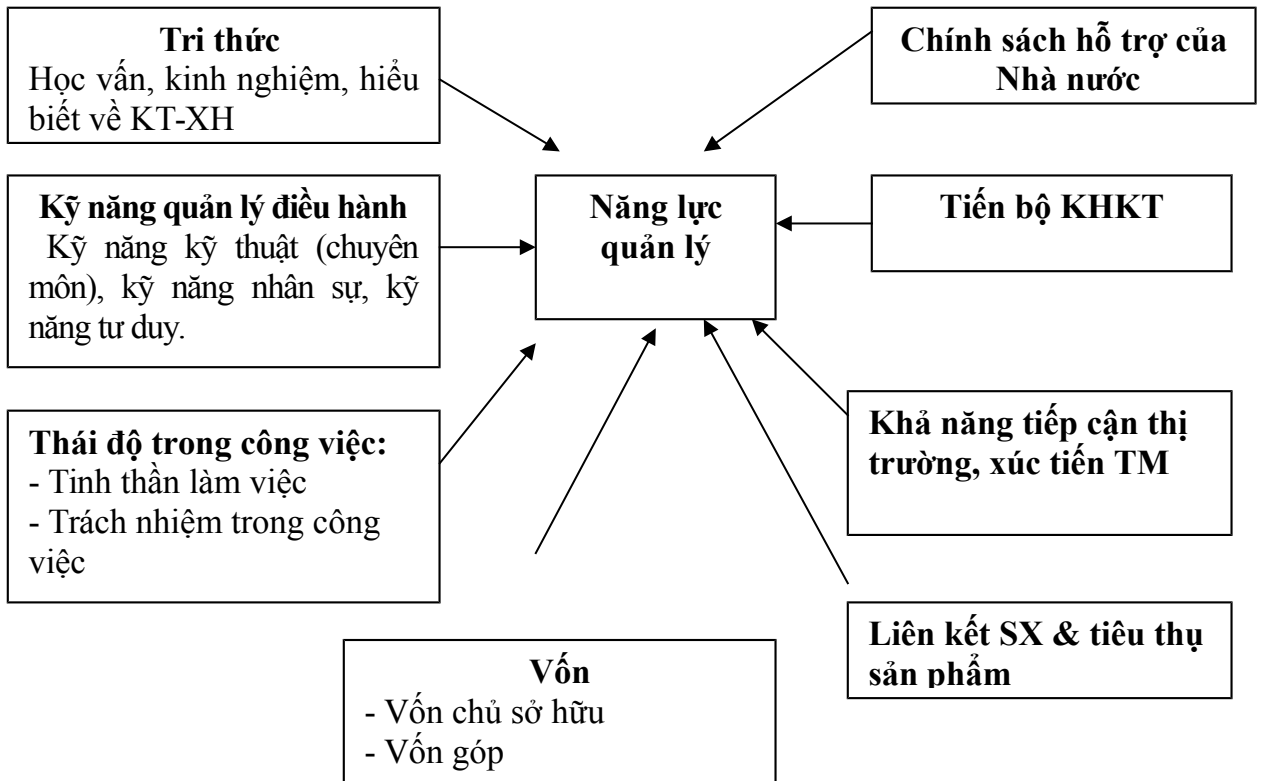 Tri thức
Học vấn, kinh nghiệm, hiểu
biết về KT-XH
Chính sách hỗ trợ của
Nhà nước
Kỹ năng quản lý điều hành
Kỹ năng kỹ thuật (chuyên
môn), kỹ năng nhân sự, kỹ
năng tư duy.
Năng lực
quản lý
Tiến bộ KHKT
Thái độ trong công việc:
- Tinh thần làm việc
- Trách nhiệm trong công
việc
Khả năng tiếp cận thị
trường, xúc tiến TM
Liên kết SX & tiêu thụ
sản phẩm
Vốn
- Vốn chủ sở hữu
- Vốn góp